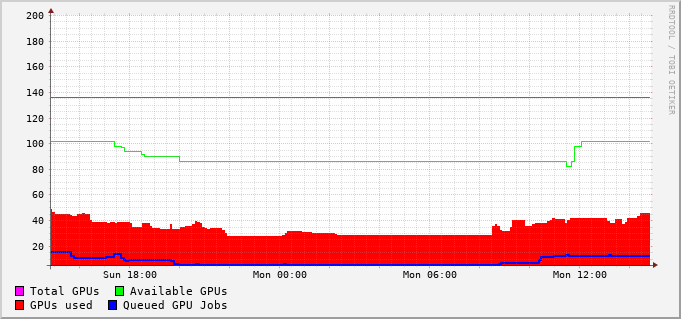 RRDTOOL / TOBI OETIKER
200
180
160
140
120
100
80
60
40
20
Sun 18:00 Mon 00:00 Mon 06:00 Mon 12:00
Total GPUs Available GPUs
GPUs used Queued GPU Jobs